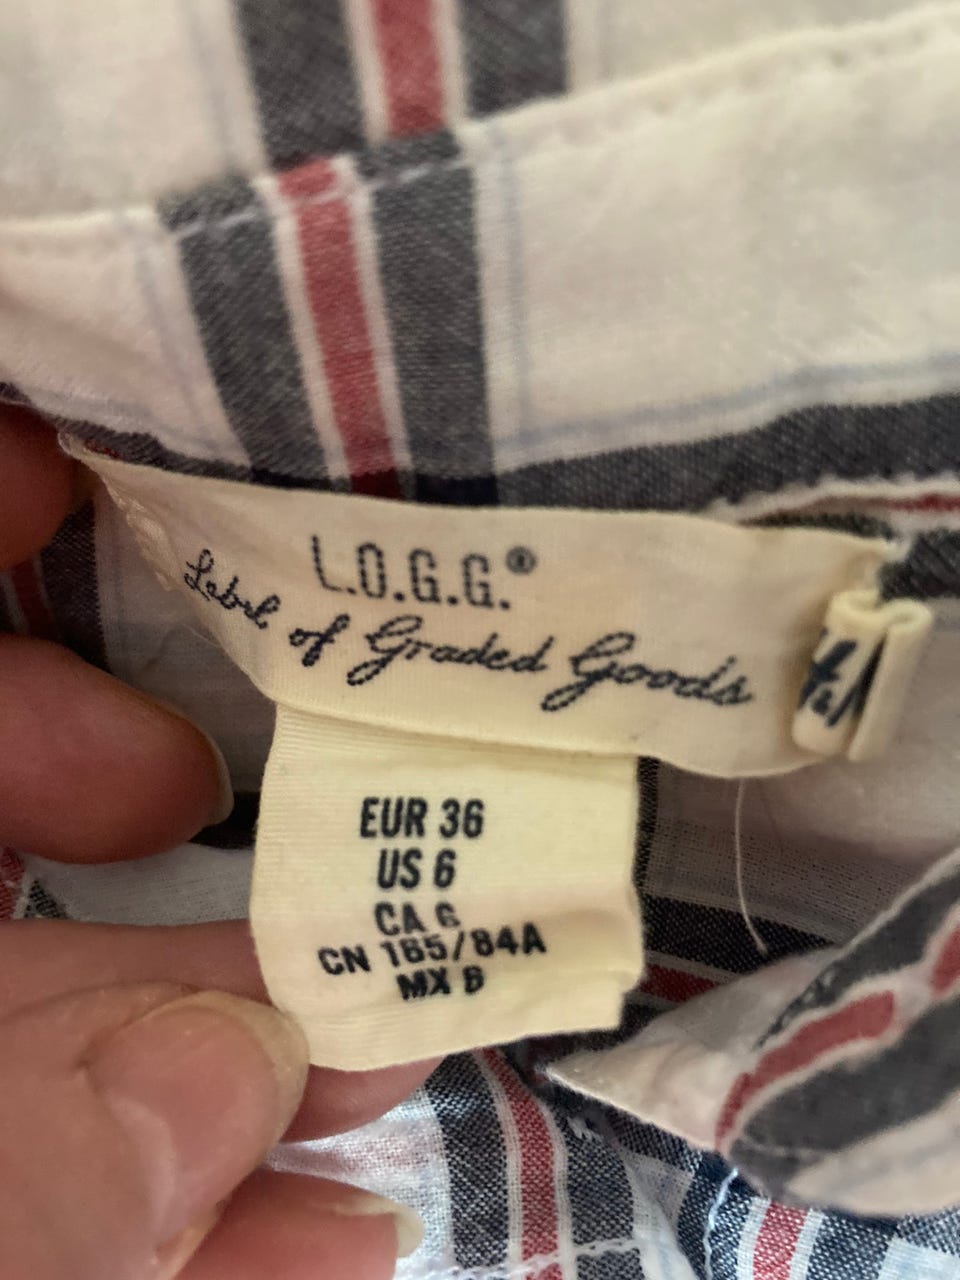 L.O.G.G.®
Label of Graded Goods
EUR 36
US 6
CA 6
CN 165/84A
MX 6